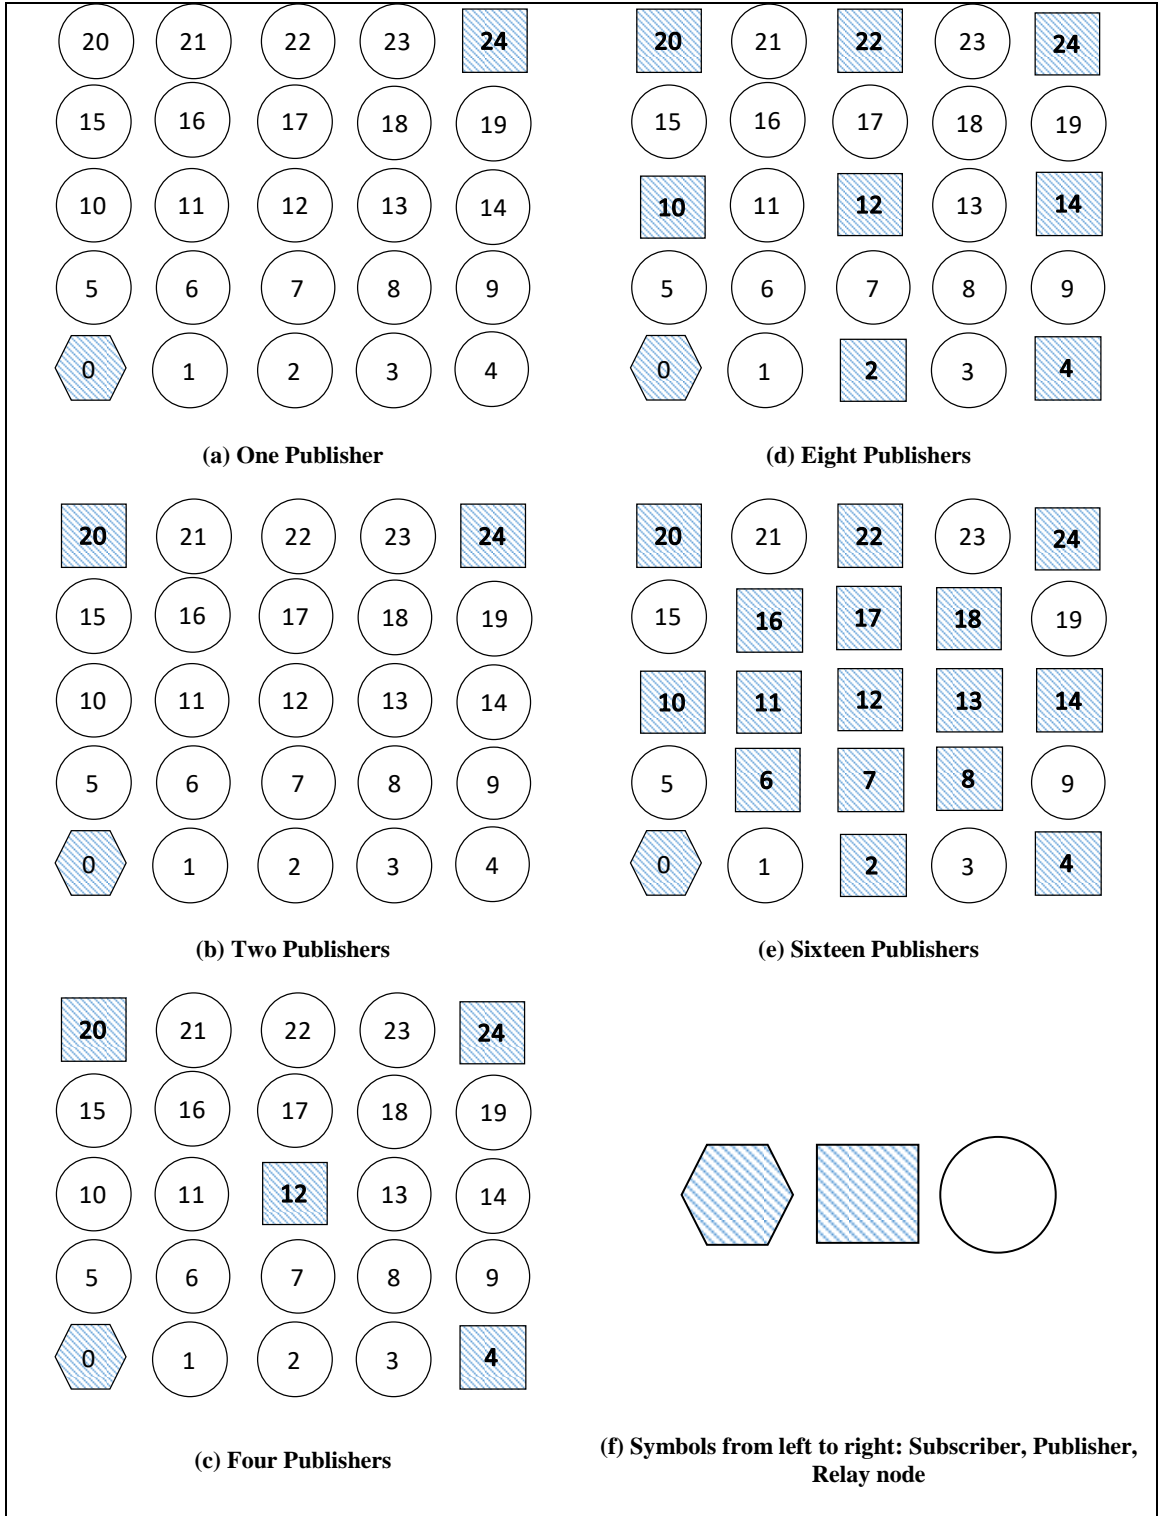 20 21 22 23 24
15 16 17 18 19
10 11 12 13 14
5 6 7 8 9
0 1 2 3 4
(a) One Publisher
20 21 22 23 24
15 16 17 18 19
10 11 12 13 14
5 6 7 8 9
0 1 2 3 4
(d) Eight Publishers
20 21 22 23 24
15 16 17 18 19
10 11 12 13 14
5 6 7 8 9
0 1 2 3 4
(b) Two Publishers
20 21 22 23 24
15 16 17 18 19
10 11 12 13 14
5 6 7 8 9
0 1 2 3 4
(e) Sixteen Publishers
20 21 22 23 24
15 16 17 18 19
10 11 12 13 14
5 6 7 8 9
0 1 2 3 4
(c) Four Publishers
(f) Symbols from left to right: Subscriber, Publisher,
Relay node